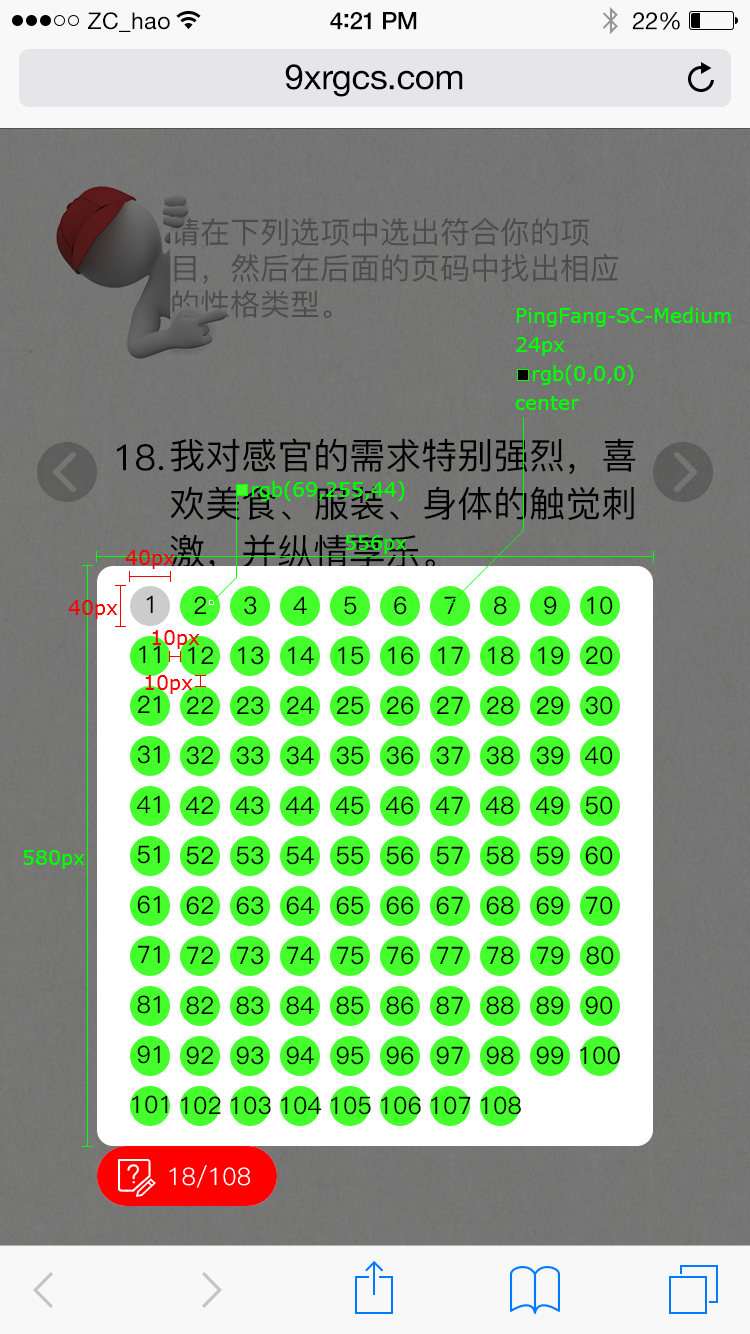 ZC_hao 4:21 PM 22%
9xrgcs.com
请在下列选项中选出符合你的项
目，然后在后面的页码中找出相应
的性格类型。
PingFang-SC-Medium
24px
rgb(0,0,0)
center
18.我对感官的需求特别强烈，喜
欢美食、服装、身体的触觉刺
激，并纵情享乐。
rgb(69,255,44)
556px
40px
40px
1 2 3 4 5 6 7 8 9 10
10px
11 12 13 14 15 16 17 18 19 20
10px
21 22 23 24 25 26 27 28 29 30
31 32 33 34 35 36 37 38 39 40
41 42 43 44 45 46 47 48 49 50
580px
51 52 53 54 55 56 57 58 59 60
61 62 63 64 65 66 67 68 69 70
71 72 73 74 75 76 77 78 79 80
81 82 83 84 85 86 87 88 89 90
91 92 93 94 95 96 97 98 99 100
101 102 103 104 105 106 107 108
18/108